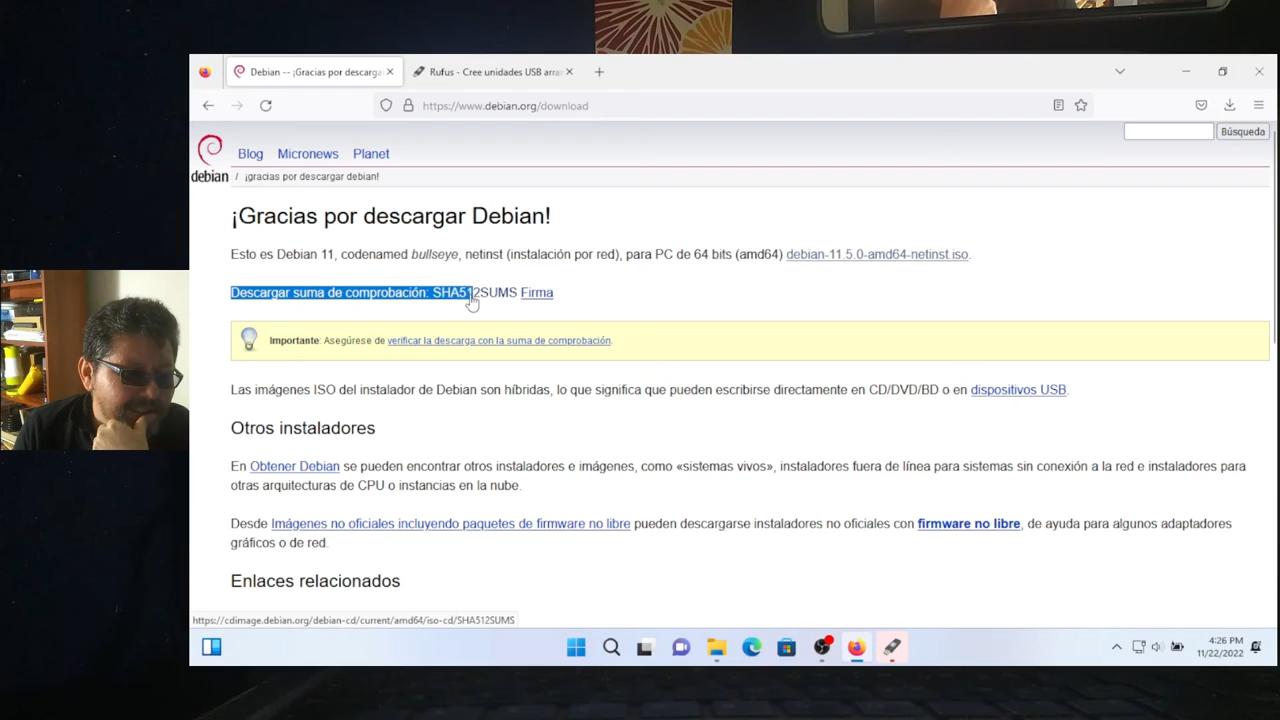 Debian -- ¡Gracias por descarga
Rufus - Cree unidades USB arra
https://www.debian.org/download
Búsqueda
Blog Micronews Planet
debian / ¡gracias por descargar debian!
¡Gracias por descargar Debian!
Esto es Debian 11, codenamed bullseye, netinst (instalación por red), para PC de 64 bits (amd64) debian-11.5.0-amd64-netinst.iso.
Descargar suma de comprobación: SHA512SUMS Firma
Importante: Asegúrese de verificar la descarga con la suma de comprobación.
Las imágenes ISO del instalador de Debian son híbridas, lo que significa que pueden escribirse directamente en CD/DVD/BD o en dispositivos USB.
Otros instaladores
En Obtener Debian se pueden encontrar otros instaladores e imágenes, como «sistemas vivos», instaladores fuera de línea para sistemas sin conexión a la red e instaladores para
otras arquitecturas de CPU o instancias en la nube.
Desde Imágenes no oficiales incluyendo paquetes de firmware no libre pueden descargarse instaladores no oficiales con firmware no libre, de ayuda para algunos adaptadores
gráficos o de red.
Enlaces relacionados
https://cdimage.debian.org/debian-cd/current/amd64/iso-cd/SHA512SUMS
4:26 PM
11/22/2022